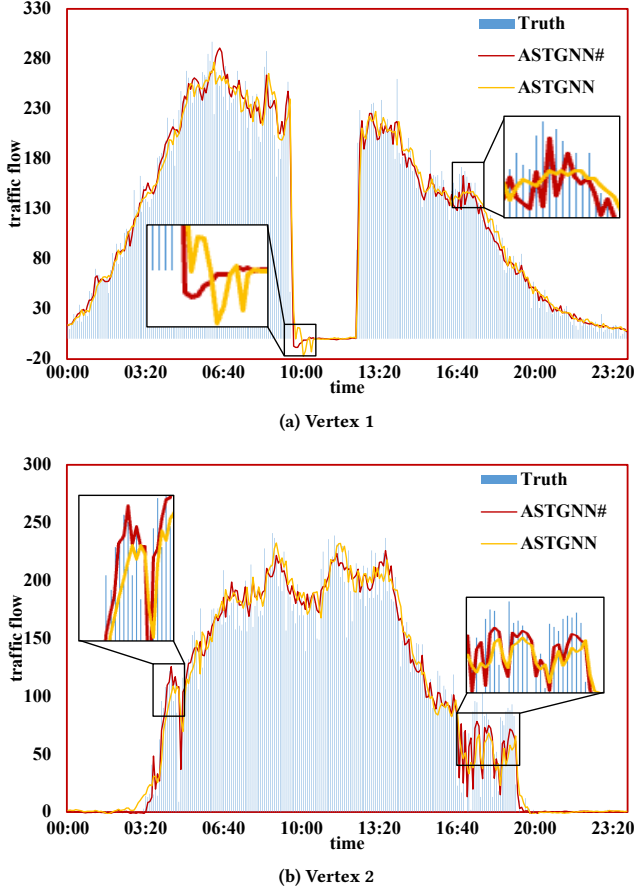 330
280
230
180
130
80
30
-20
traffic flow
Truth
ASTGNN#
ASTGNN
00:00 03:20 06:40 10:00 13:20 16:40 20:00 23:20
time
(a) Vertex 1
300
250
200
150
100
50
0
traffic flow
Truth
ASTGNN#
ASTGNN
00:00 03:20 06:40 10:00 13:20 16:40 20:00 23:20
time
(b) Vertex 2